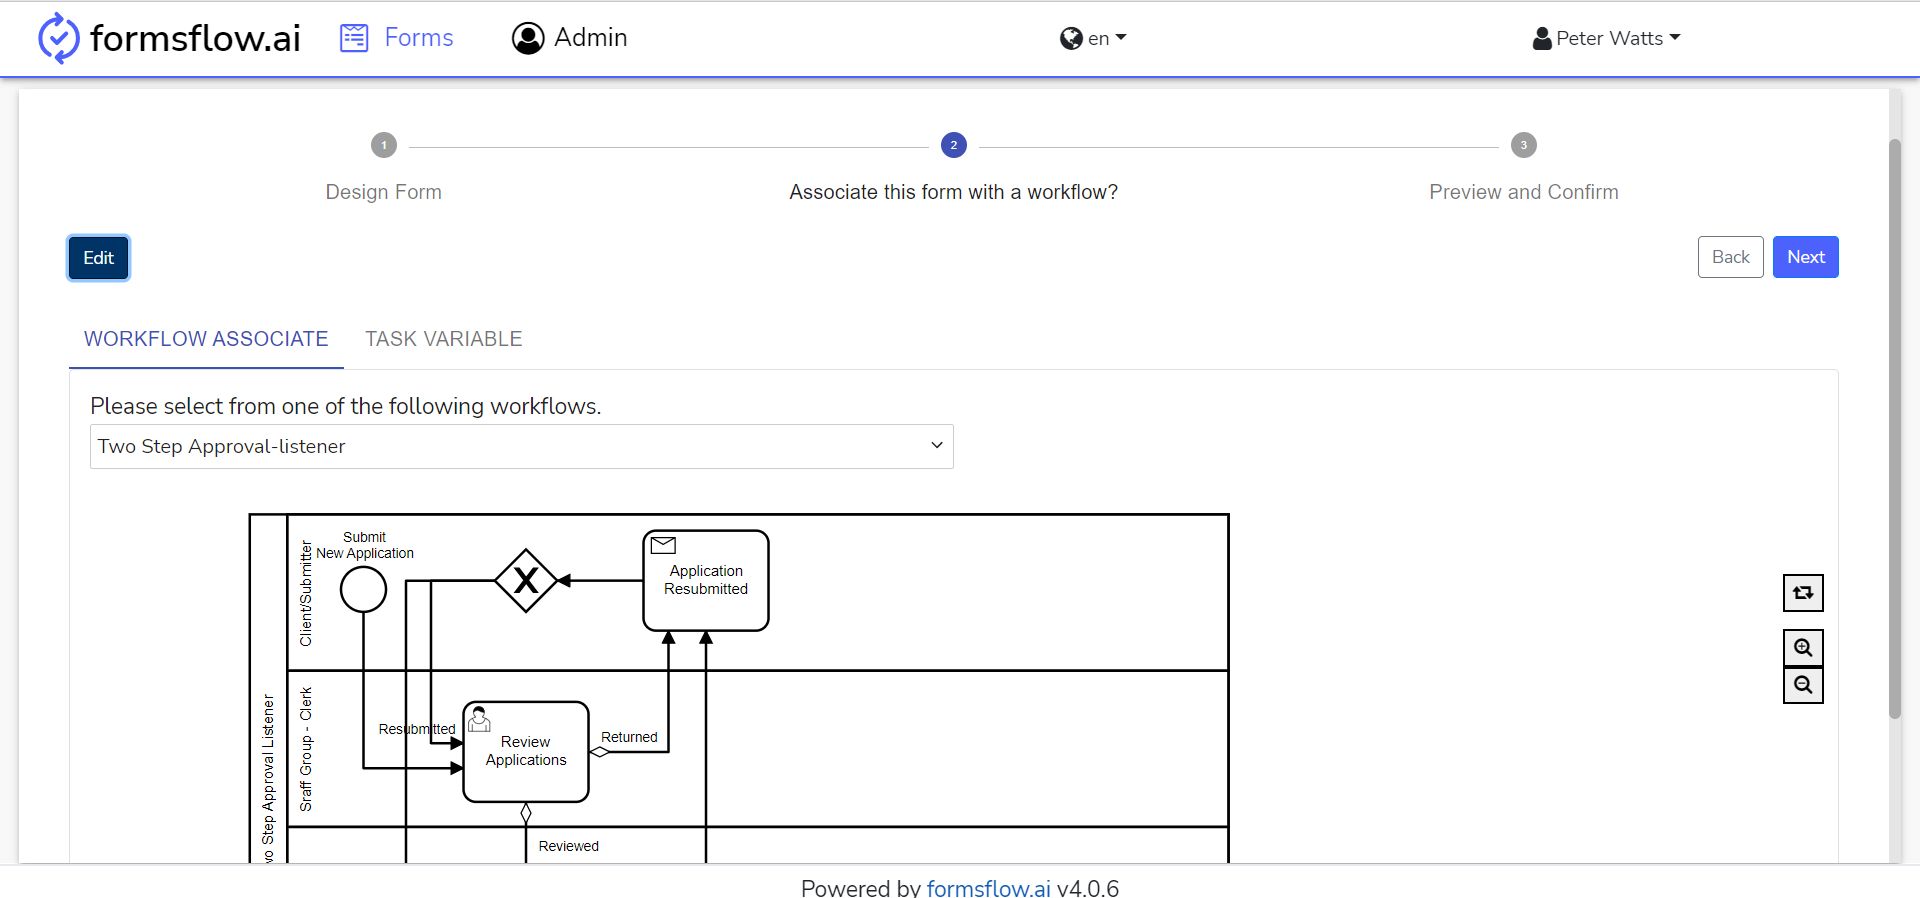 formsflow.ai Forms Admin en Peter Watts
1 2 3
Design Form Associate this form with a workflow? Preview and Confirm
Edit Back Next
WORKFLOW ASSOCIATE TASK VARIABLE
Please select from one of the following workflows.
Two Step Approval-listener
Submit
New Application
Client/Submitter
X
Application
Resubmitted
wo Step Approval Listener
Sraff Group - Clerk
Resubmitted
Review
Applications
Returned
Reviewed
Powered by formsflow.ai v4.0.6